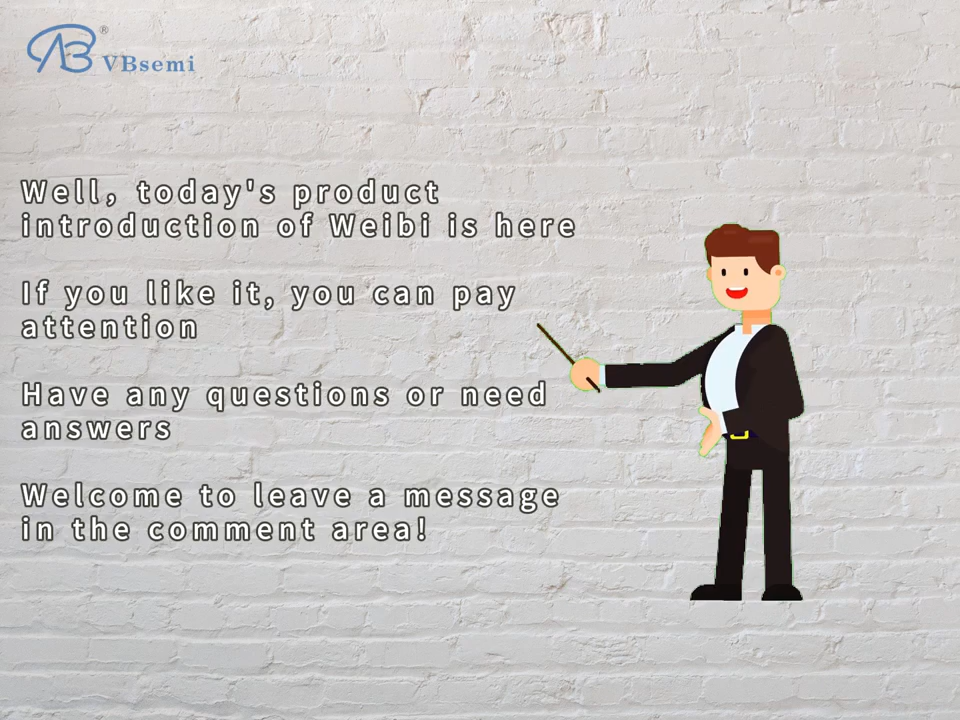 VBsemi
Well, today's product
introduction of Weibi is here
If you like it, you can pay
attention
Have any questions or need
answers
Welcome to leave a message
in the comment area!